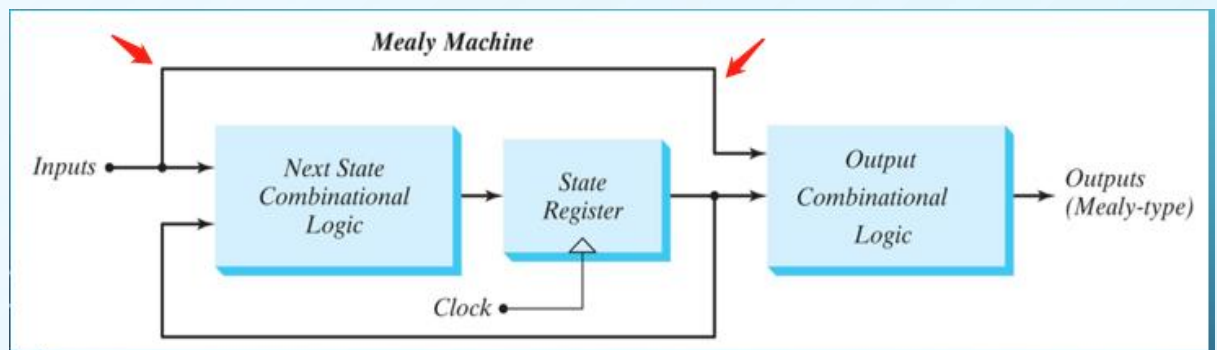 Mealy Machine
Inputs
Next State
Combinational
Logic
State
Register
Clock
Output
Combinational
Logic
Outputs
(Mealy-type)